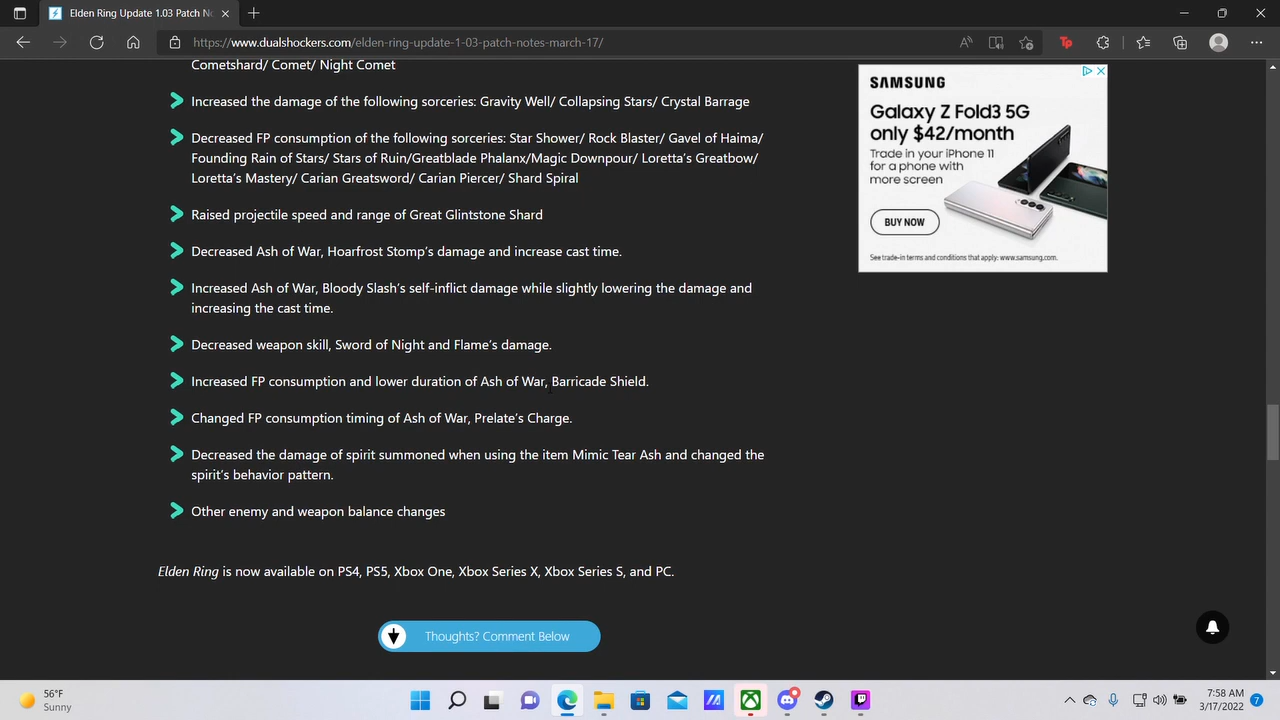 Elden Ring Update 1.03 Patch No
https://www.dualshockers.com/elden-ring-update-1-03-patch-notes-march-17/
Cometshard/ Comet/ Night Comet
Increased the damage of the following sorceries: Gravity Well/ Collapsing Stars/ Crystal Barrage
Decreased FP consumption of the following sorceries: Star Shower/ Rock Blaster/ Gavel of Haima/
Founding Rain of Stars/ Stars of Ruin/Greatblade Phalanx/Magic Downpour/Loretta's Greatbow/
Loretta's Mastery/ Carian Greatsword/ Carian Piercer/ Shard Spiral
Raised projectile speed and range of Great Glintstone Shard
Decreased Ash of War, Hoarfrost Stomp's damage and increase cast time.
Increased Ash of War, Bloody Slash's self-inflict damage while slightly lowering the damage and
increasing the cast time.
Decreased weapon skill, Sword of Night and Flame's damage.
Increased FP consumption and lower duration of Ash of War, Barricade Shield.
Changed FP consumption timing of Ash of War, Prelate's Charge.
Decreased the damage of spirit summoned when using the item Mimic Tear Ash and changed the
spirit's behavior pattern.
Other enemy and weapon balance changes
Elden Ring is now available on PS4, PS5, Xbox One, Xbox Series X, Xbox Series S, and PC.
Thoughts? Comment Below
SAMSUNG
Galaxy Z Fold3 5G
only $42/month
Trade in your iPhone 11
for a phone with
more screen
BUY NOW
See trade-in terms and conditions that apply: www.samsung.com.
56°F
Sunny
7:58 AM
3/17/2022